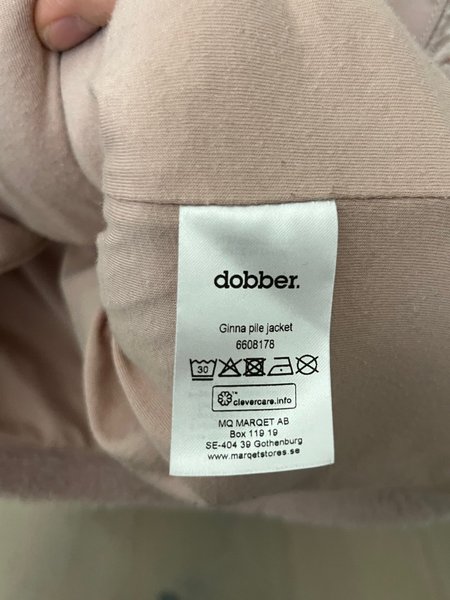 dobber.
Ginna pile jacket
6608178
30
clevercare.info
MQ MARQET AB
Box 119 19
SE-404 39 Gothenburg
www.marqetstores.se